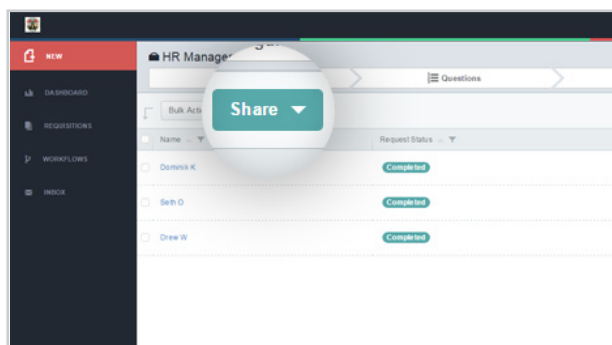 NEW
HR Manage
DASHBOARD
Questions
Share
Bulk Acti
REQUISITIONS
Name
Request Status
WORKFLOWS
Dominik K
Completed
INBOX
Seth O
Completed
Drew W
Completed